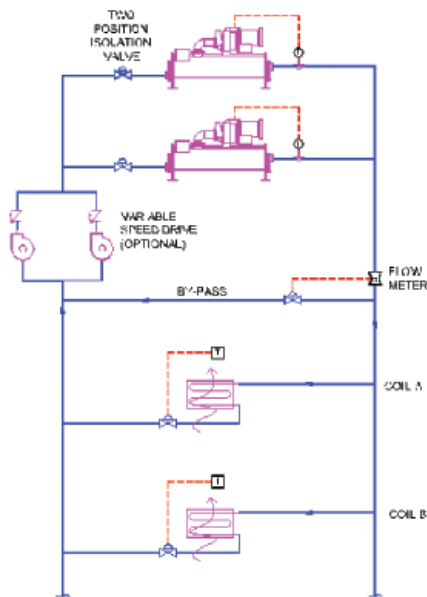 TWO
POSITION
ISOLATION
VALVE
VARIABLE
SPEED DRIVE
(OPTIONAL)
FLOW
METER
BY-PASS
T
COIL A
T
COIL B